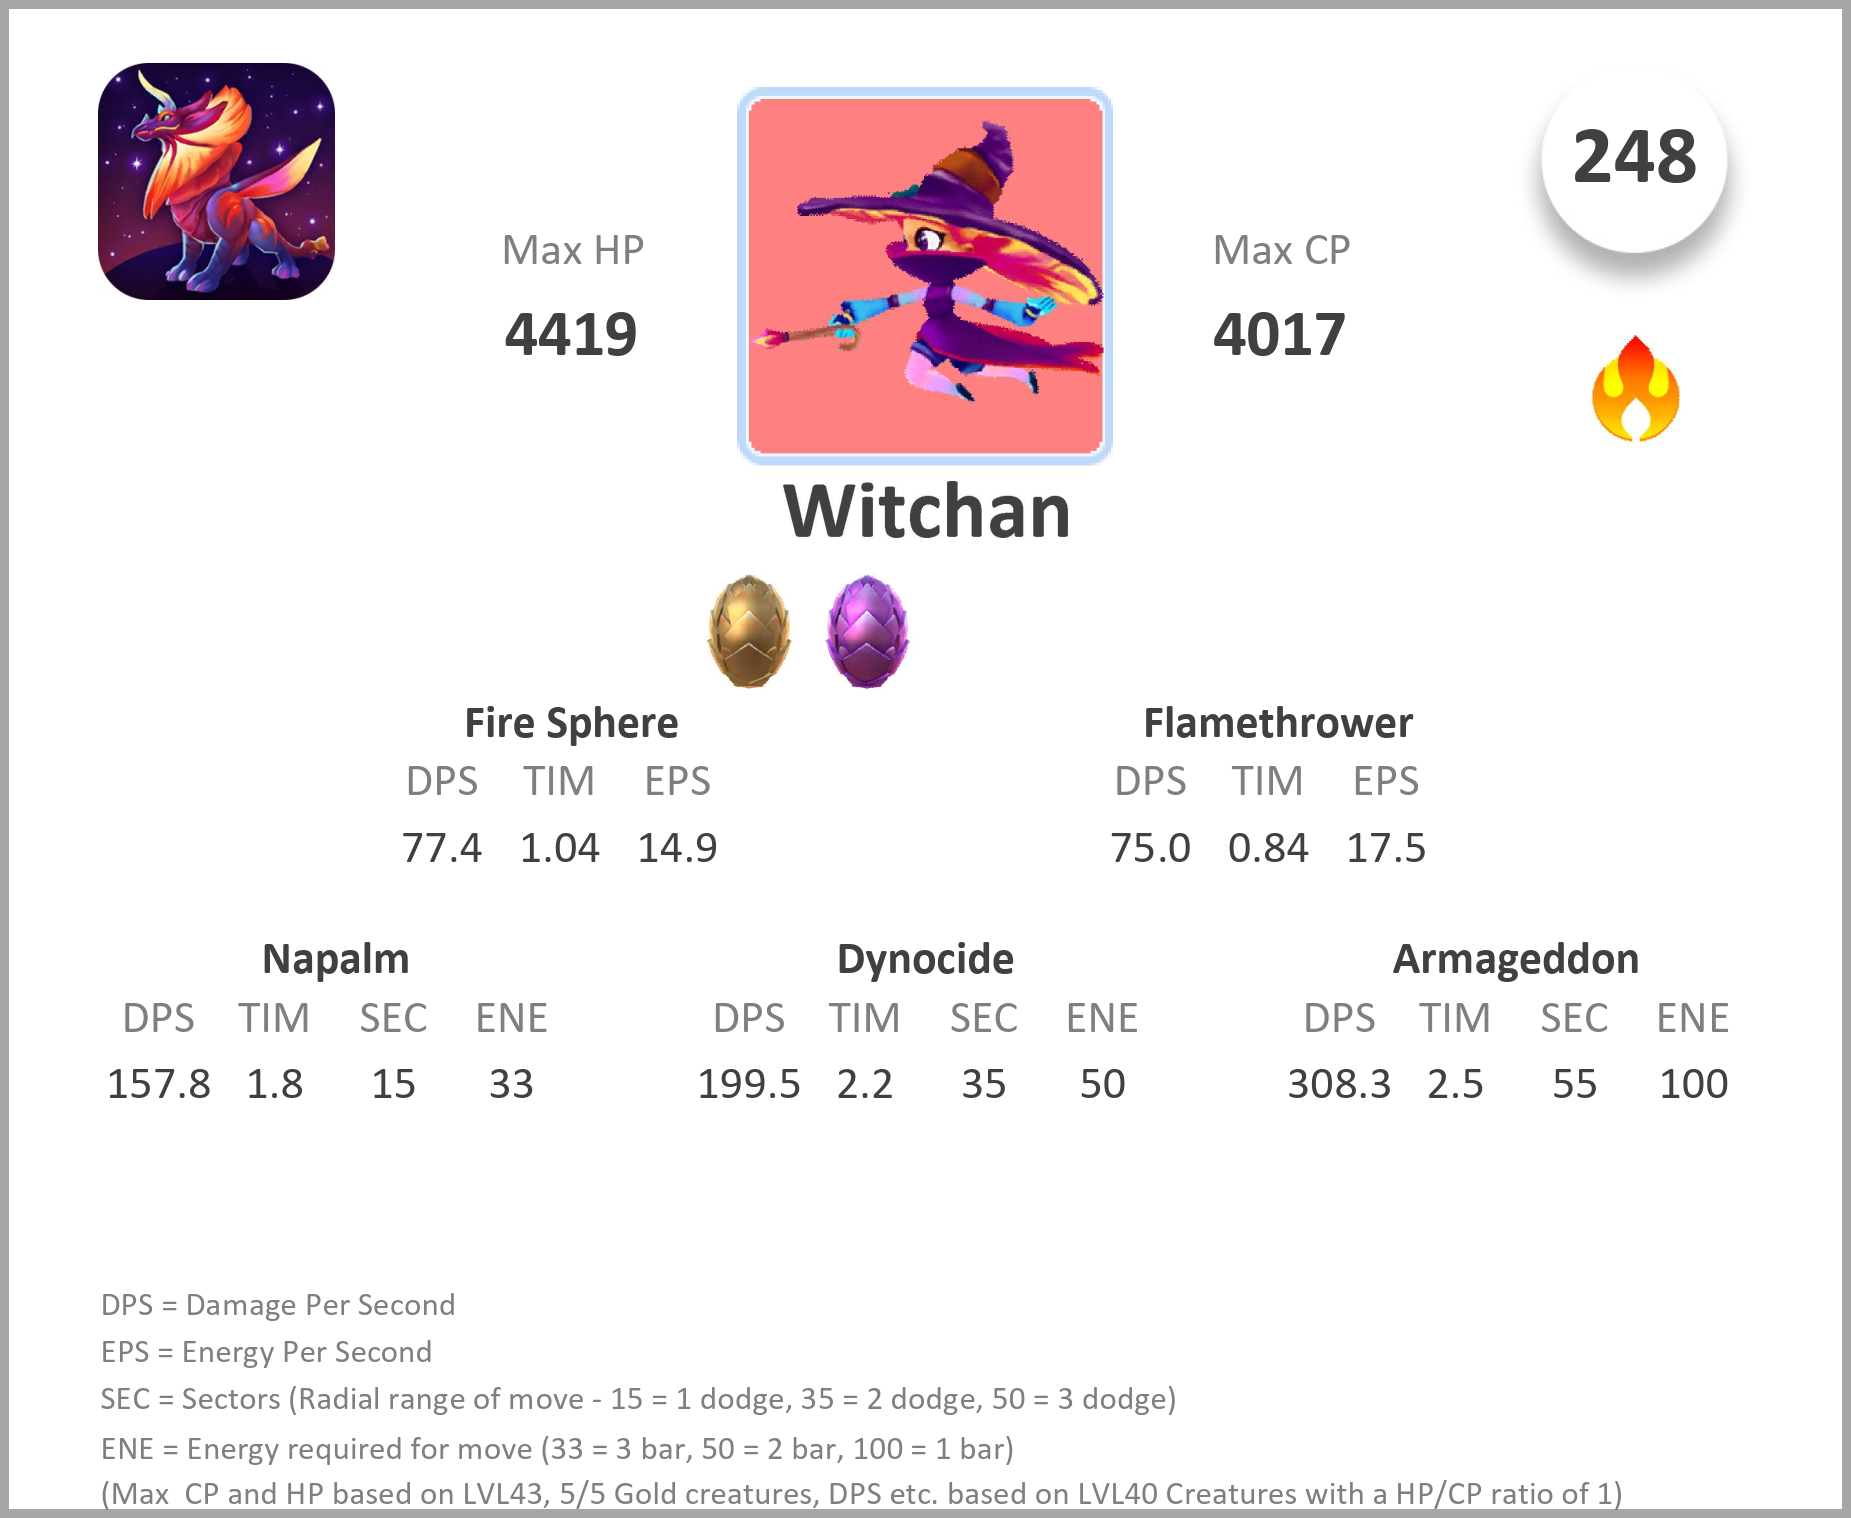 248
Max HP
Max CP
4419
4017
Witchan
Fire Sphere
DPS TIM EPS
77.4 1.04 14.9
Flamethrower
DPS TIM EPS
75.0 0.84 17.5
Napalm
DPS TIM SEC ENE
157.8 1.8 15 33
Dynocide
DPS TIM SEC ENE
199.5 2.2 35 50
Armageddon
DPS TIM SEC ENE
308.3 2.5 55 100
DPS = Damage Per Second
EPS = Energy Per Second
SEC = Sectors (Radial range of move - 15 = 1 dodge, 35 = 2 dodge, 50 = 3 dodge)
ENE = Energy required for move (33 = 3 bar, 50 = 2 bar, 100 = 1 bar)
(Max  CP and HP based on LVL43, 5/5 Gold creatures, DPS etc. based on LVL40 Creatures with a HP/CP ratio of 1)